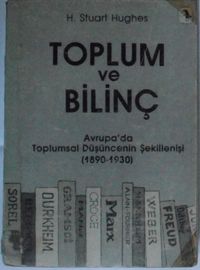 H. Stuart Hughes
TOPLUM
ve
BİLİNÇ
Avrupa'da
Toplumsal Düşüncenin Şekillenişi
(1890-1930)
SOREL
DURKHEIM
GRAMSCI
CROCE
Marx
WEBER
FREUD